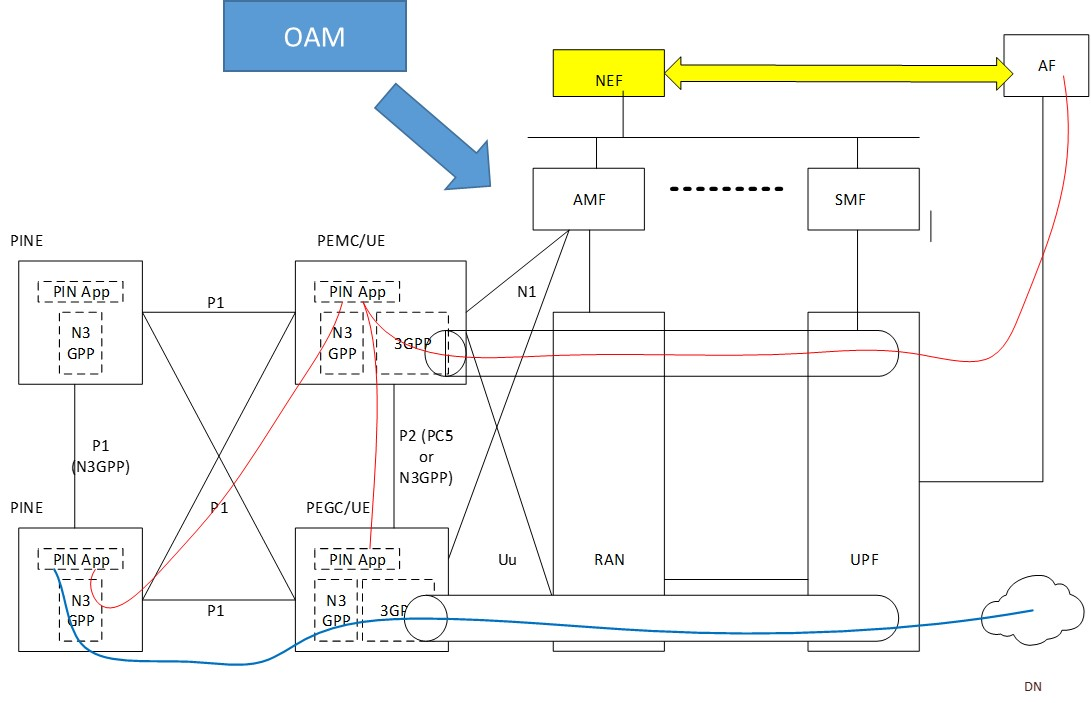 OAM
NEF
AF
AMF
SMF
PINE
PEMC/UE
PIN App
PIN App
P1
N1
N3
GPP
N3
GPP
3GPP
P1
(N3GPP)
P2 (PC5
or
N3GPP)
PINE
P1
PEGC/UE
PIN App
PIN App
Uu
RAN
UPF
N3
GPP
P1
N3
GPP
3GP
DN